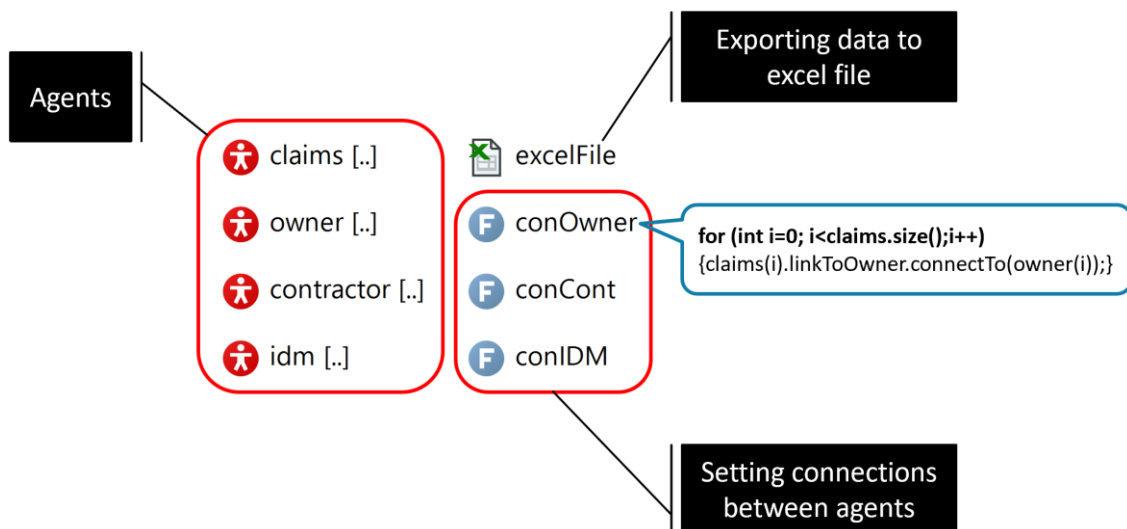 Exporting data to
excel file
Agents
claims [..]
excelFile
owner [..]
F conOwner
for (int i=0; i<claims.size();i++)
{claims(i).linkToOwner.connectTo(owner(i));}
contractor [..]
F conCont
idm [..]
F conIDM
Setting connections
between agents